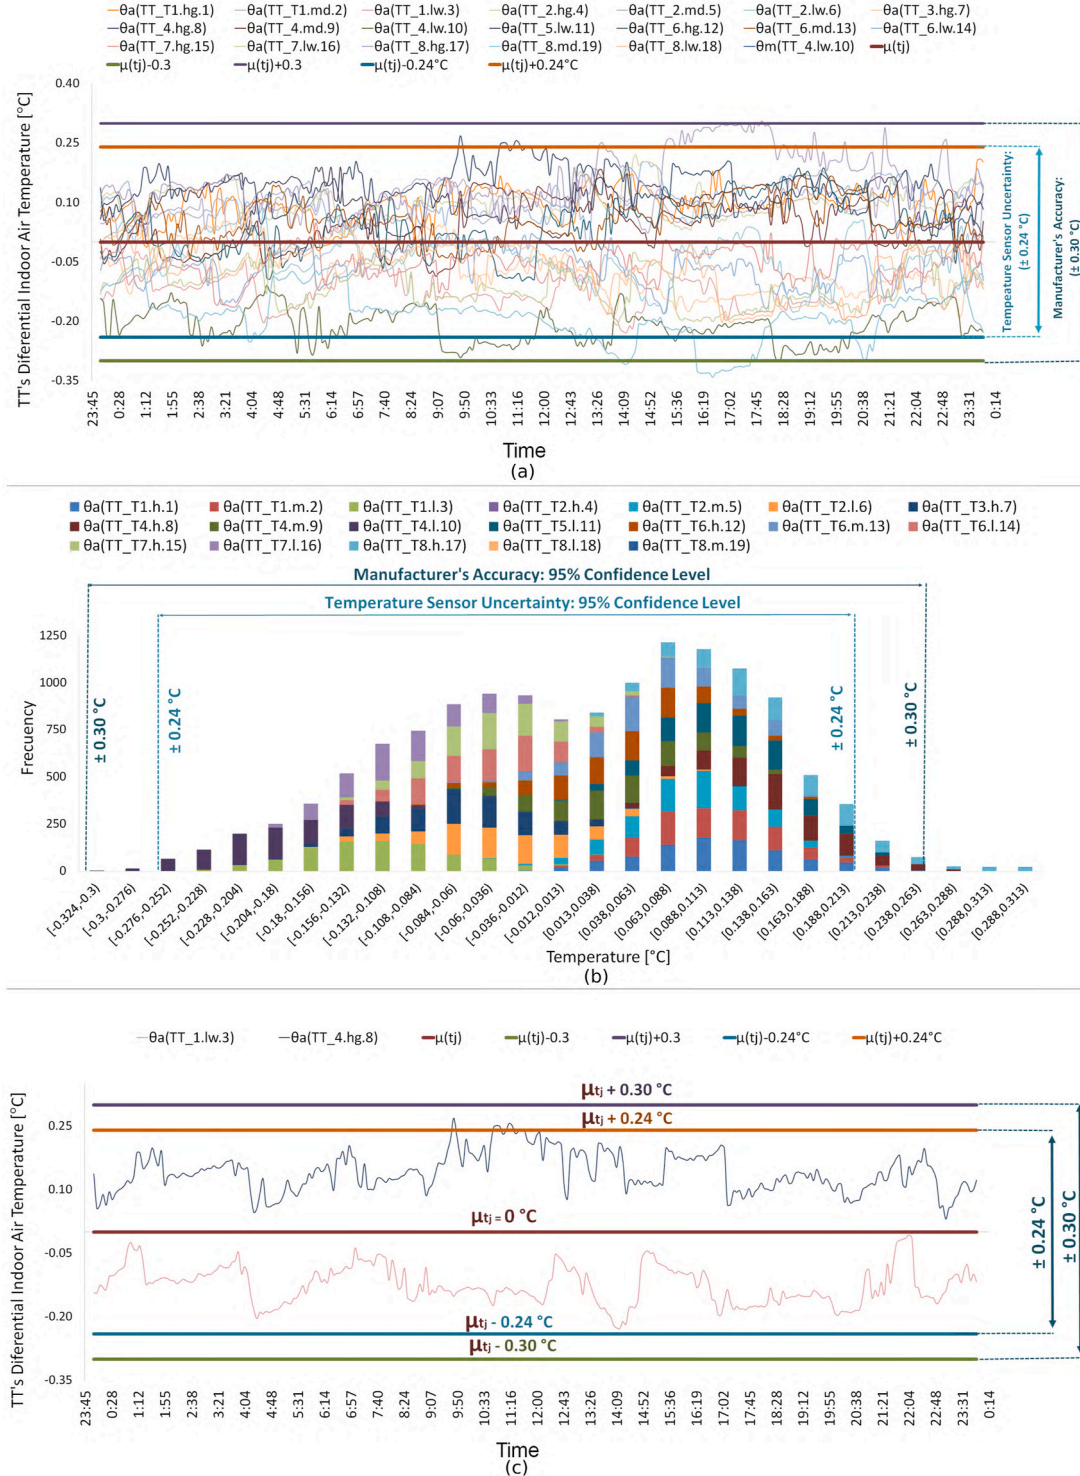 θa(TT_T1.hg.1) θa(TT_T1.md.2) θa(TT_1.lw.3) θa(TT_2.hg.4) θa(TT_2.md.5) θa(TT_2.lw.6) θa(TT_3.hg.7)
θa(TT_4.hg.8) θa(TT_4.md.9) θa(TT_4.lw.10) θa(TT_5.lw.11) θa(TT_6.hg.12) θa(TT_6.md.13) θa(TT_6.lw.14)
θa(TT_7.hg.15) θa(TT_7.lw.16) θa(TT_8.hg.17) θa(TT_8.md.19) θa(TT_8.lw.18) θm(TT_4.lw.10) μ(tj)
μ(tj)-0.3 μ(tj)+0.3 μ(tj)-0.24°C μ(tj)+0.24°C
TT's Diferential Indoor Air Temperature [°C]
0.40
0.25
0.10
-0.05
-0.20
-0.35
Tempeature Sensor Uncertainty:
(± 0.24 °C)
Manufacturer's Accuracy:
(± 0.30 °C)
23:45 0:28 1:12 1:55 2:38 3:21 4:04 4:48 5:31 6:14 6:57 7:40 8:24 9:07 9:50 10:33 11:16 12:00 12:43 13:26 14:09 14:52 15:36 16:19 17:02 17:45 18:28 19:12 19:55 20:38 21:21 22:04 22:48 23:31 0:14
Time
(a)
θa(TT_T1.h.1) θa(TT_T1.m.2) θa(TT_T1.l.3) θa(TT_T2.h.4) θa(TT_T2.m.5) θa(TT_T2.l.6) θa(TT_T3.h.7)
θa(TT_T4.h.8) θa(TT_T4.m.9) θa(TT_T4.l.10) θa(TT_T5.l.11) θa(TT_T6.h.12) θa(TT_T6.m.13) θa(TT_T6.l.14)
θa(TT_T7.h.15) θa(TT_T7.l.16) θa(TT_T8.h.17) θa(TT_T8.l.18) θa(TT_T8.m.19)
Manufacturer's Accuracy: 95% Confidence Level
Temperature Sensor Uncertainty: 95% Confidence Level
Frecuency
1250
1000
750
500
250
0
± 0.30 °C
± 0.24 °C
± 0.24 °C
± 0.30 °C
[-0.324,-0.3) [-0.3,-0.276) [-0.276,-0.252) [-0.252,-0.228) [-0.228,-0.204) [-0.204,-0.18) [-0.18,-0.156) [-0.156,-0.132) [-0.132,-0.108) [-0.108,-0.084) [-0.084,-0.06) [-0.06,-0.036) [-0.036,-0.012) [-0.012,0.013) [0.013,0.038) [0.038,0.063) [0.063,0.088) [0.088,0.113) [0.113,0.138) [0.138,0.163) [0.163,0.188) [0.188,0.213) [0.213,0.238) [0.238,0.263) [0.263,0.288) [0.288,0.313) [0.288,0.313)
Temperature [°C]
(b)
θa(TT_1.lw.3) θa(TT_4.hg.8) μ(tj) μ(tj)-0.3 μ(tj)+0.3 μ(tj)-0.24°C μ(tj)+0.24°C
TT's Diferential Indoor Air Temperature [°C]
0.25
0.10
-0.05
-0.20
-0.35
μtj + 0.30 °C
μtj + 0.24 °C
μtj = 0 °C
μtj - 0.24 °C
μtj - 0.30 °C
± 0.24 °C
± 0.30 °C
23:45 0:28 1:12 1:55 2:38 3:21 4:04 4:48 5:31 6:14 6:57 7:40 8:24 9:07 9:50 10:33 11:16 12:00 12:43 13:26 14:09 14:52 15:36 16:19 17:02 17:45 18:28 19:12 19:55 20:38 21:21 22:04 22:48 23:31 0:14
Time
(c)